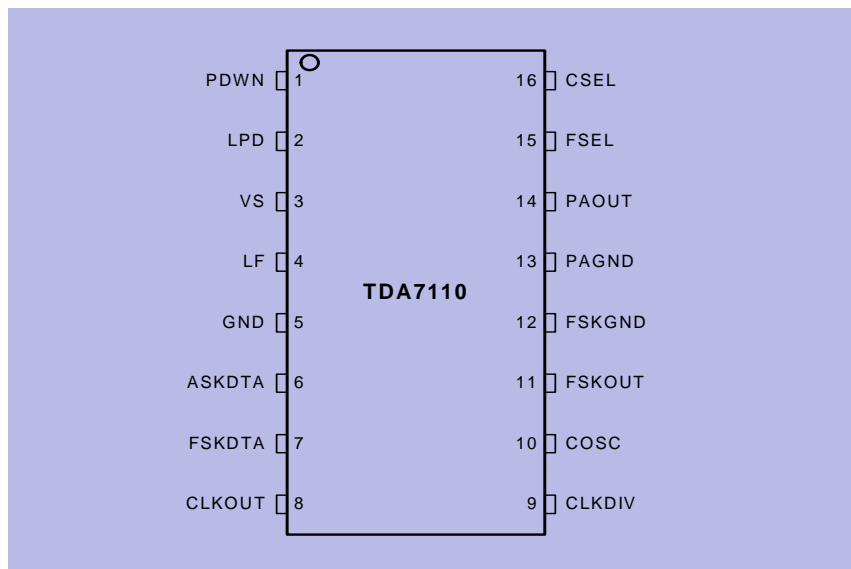 PDWN 1 16 CSEL
LPD 2 15 FSEL
VS 3 14 PAOUT
LF 4 13 PAGND
TDA7110
GND 5 12 FSKGND
ASKDTA 6 11 FSKOUT
FSKDTA 7 10 COSC
CLKOUT 8 9 CLKDIV